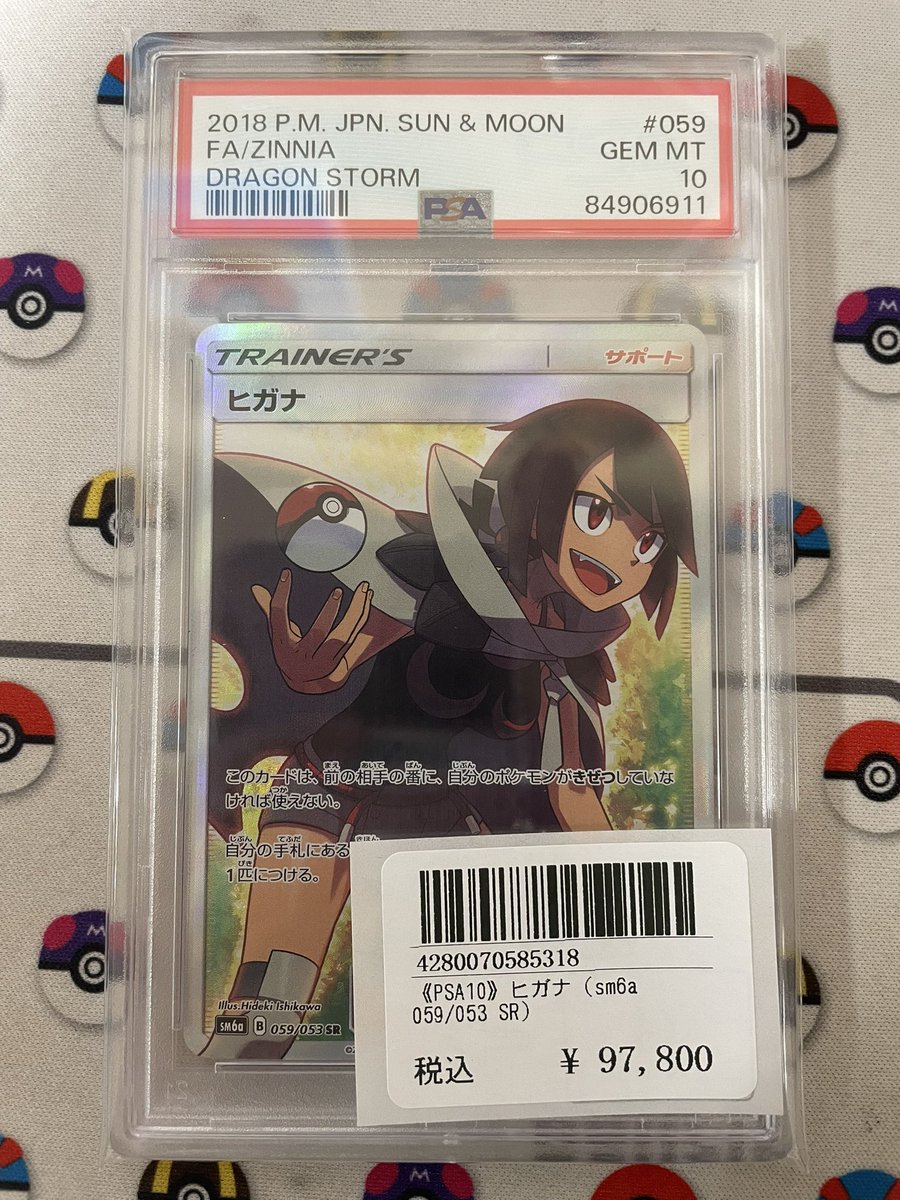 2018 P.M. JPN. SUN & MOON #059
FA/ZINNIA GEM MT
DRAGON STORM 10
PSA 84906911
TRAINER'S サポート
ヒガナ
このカードは、前の相手の番に、自分のポケモンがきぜつしていな
ければ使えない。
自分の手札にある
1匹につける。
Illus.Hideki Ishikawa
sm6a B 059/053 SR
4280070585318
《PSA10》ヒガナ（sm6a
059/053 SR）
税込 ¥ 97,800
M
M
M
M